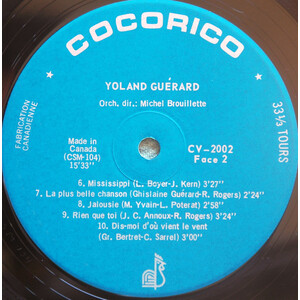 COCORICO
YOLAND GUÉRARD
Orch. dir.: Michel Brouillette
FABRICATION
CANADIENNE
33⅓ TOURS
Made in
Canada
(CSM-104)
15'33"
CV-2002
Face 2
6. Mississippi (L. Boyer-J. Kern) 3'27"
7. La plus belle chanson (Ghislaine Guérard-R. Rogers) 2'24"
8. Jalousie (M. Yvain-L. Poterat) 2'58"
9. Rien que toi (J. C. Annoux-R. Rogers) 2'24"
10. Dis-moi d'où vient le vent
(Gr. Bertret-C. Sarrel) 3'00"